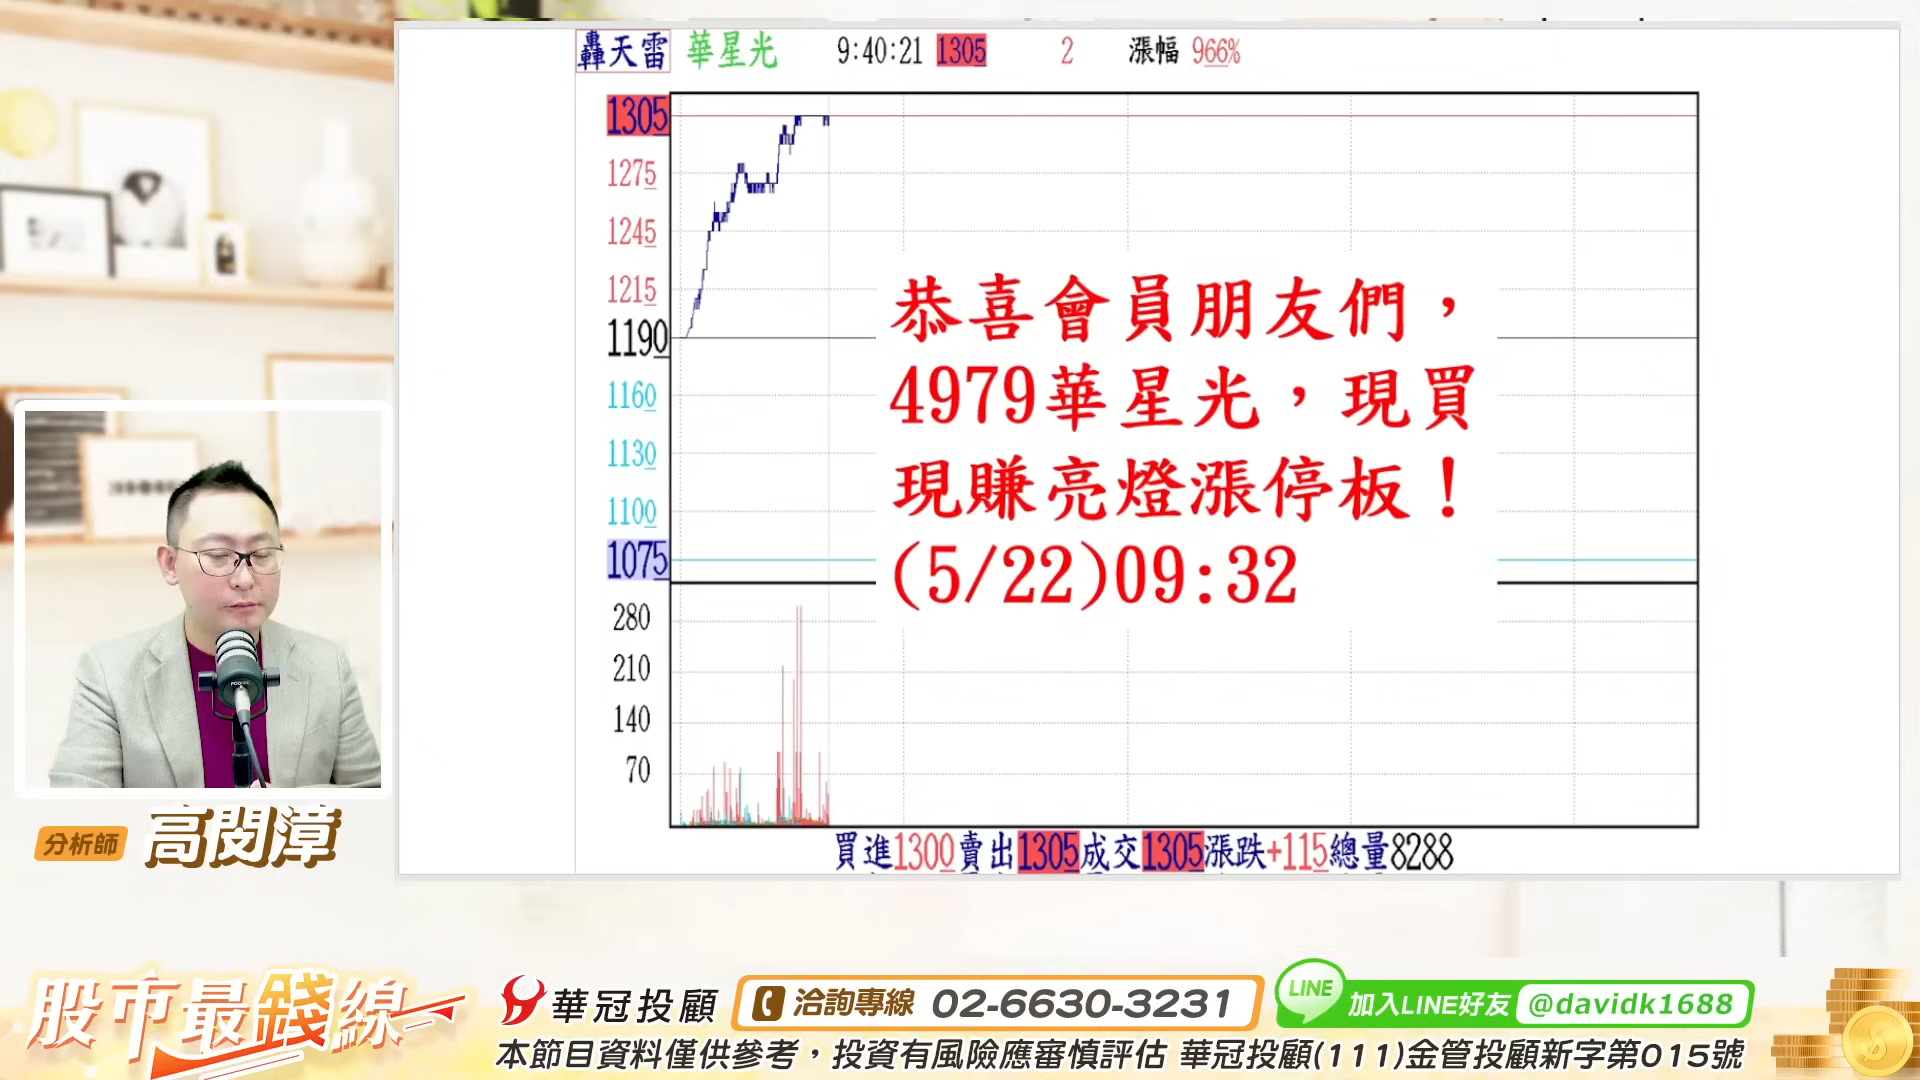 轟天雷 華星光 9:40:21 1305 2 漲幅 966%
1305
1275
1245
1215
1190
1160
1130
1100
1075
280
210
140
70
恭喜會員朋友們，
4979華星光，現買
現賺亮燈漲停板！
(5/22)09:32
買進1300賣出1305成交1305漲跌+115總量8288
PODMIC
分析師 高閔漳
股市最錢線
華冠投顧 洽詢專線 02-6630-3231
LINE 加入LINE好友 @davidk1688
本節目資料僅供參考，投資有風險應審慎評估 華冠投顧(111)金管投顧新字第015號